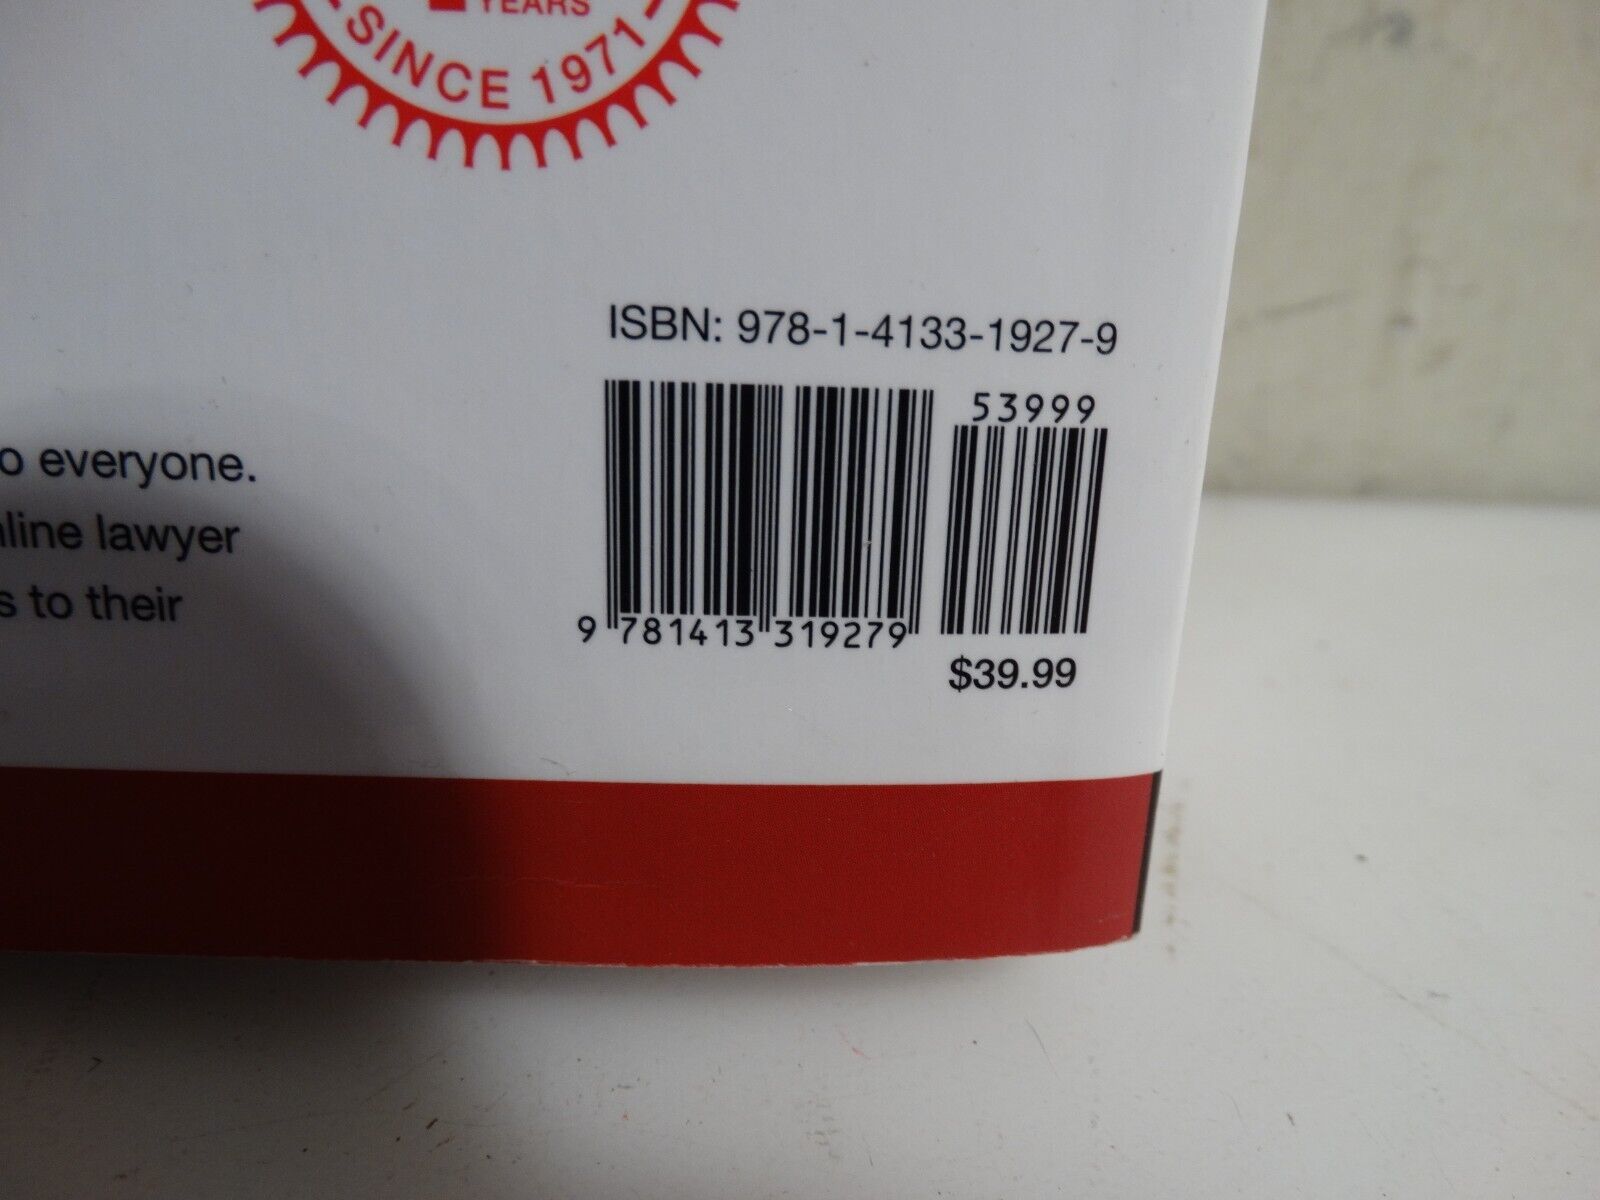 YEARS
SINCE 1971
ISBN: 978-1-4133-1927-9
53999
9 781413 319279
$39.99
everyone.
lawyer
to their